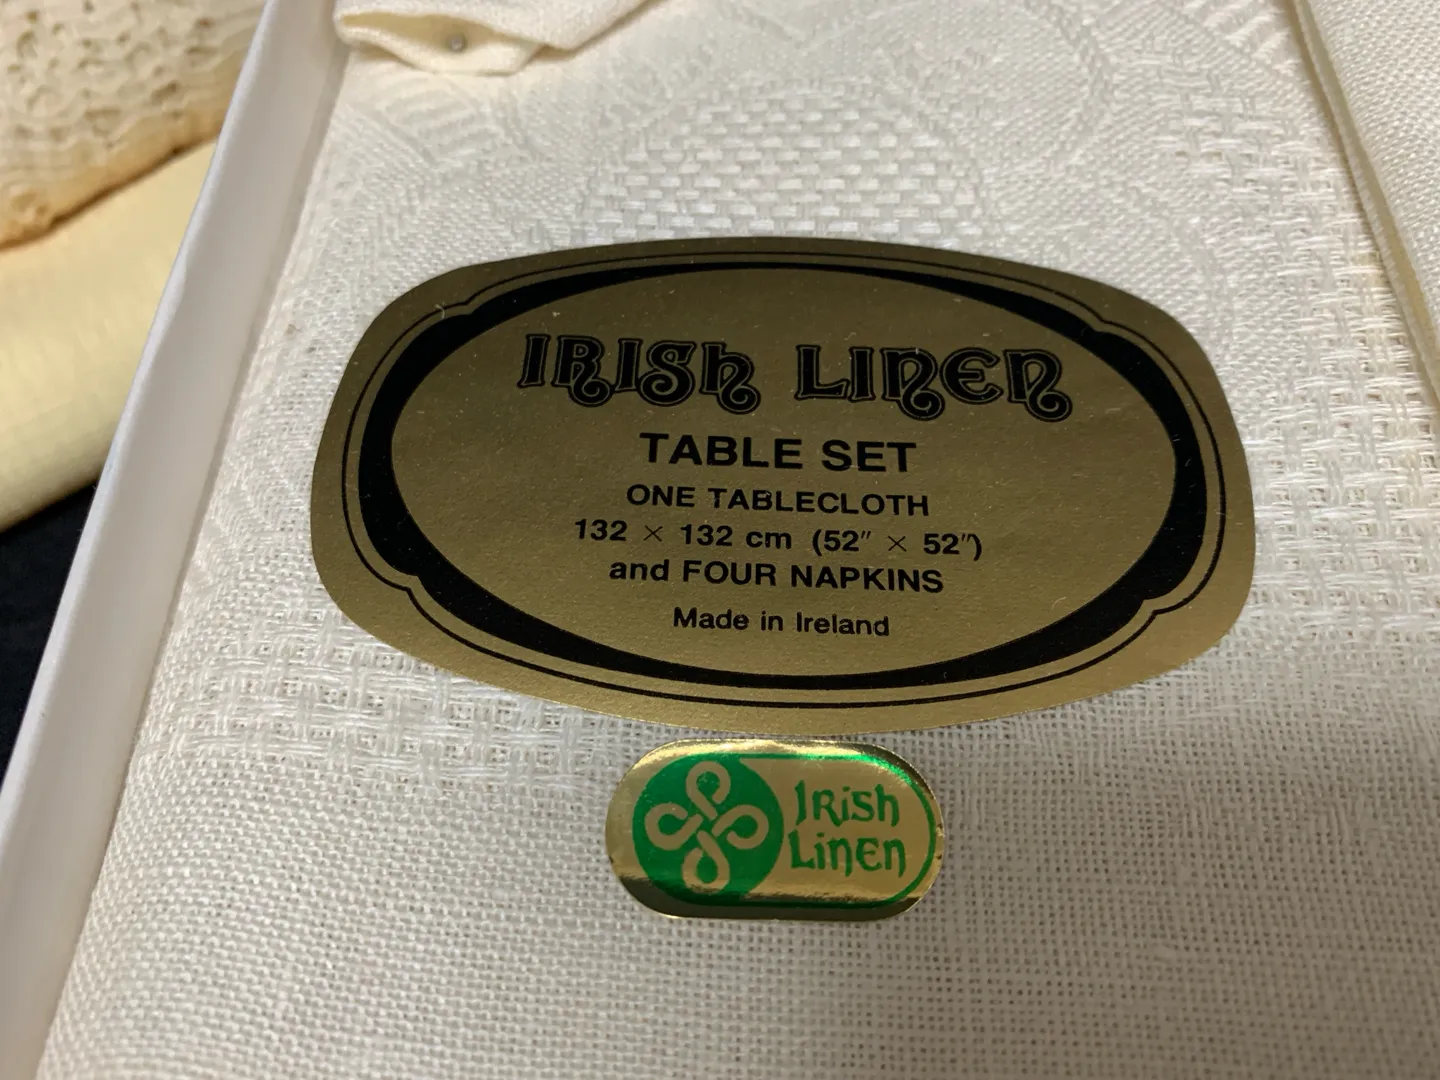 IRISH LINEN
TABLE SET
ONE TABLECLOTH
132 × 132 cm (52″ × 52″)
and FOUR NAPKINS
Made in Ireland
IRish
LinEn